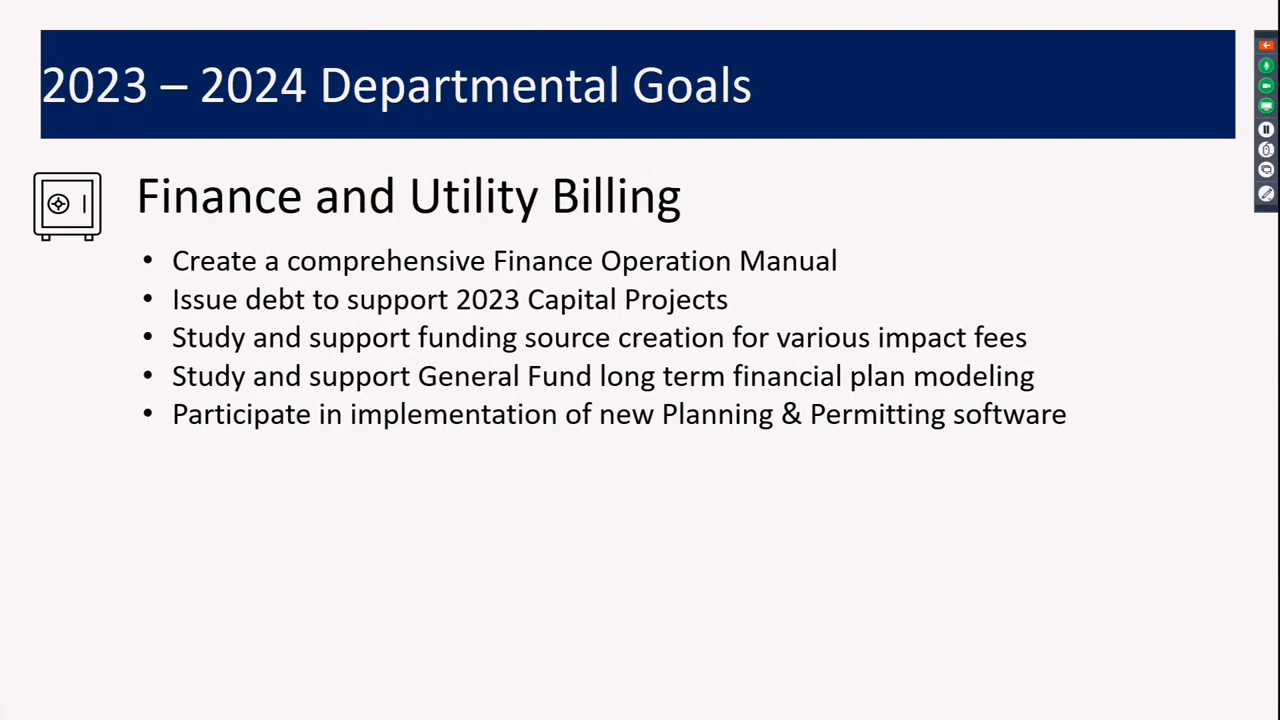 2023 – 2024 Departmental Goals
Finance and Utility Billing
• Create a comprehensive Finance Operation Manual
• Issue debt to support 2023 Capital Projects
• Study and support funding source creation for various impact fees
• Study and support General Fund long term financial plan modeling
• Participate in implementation of new Planning & Permitting software